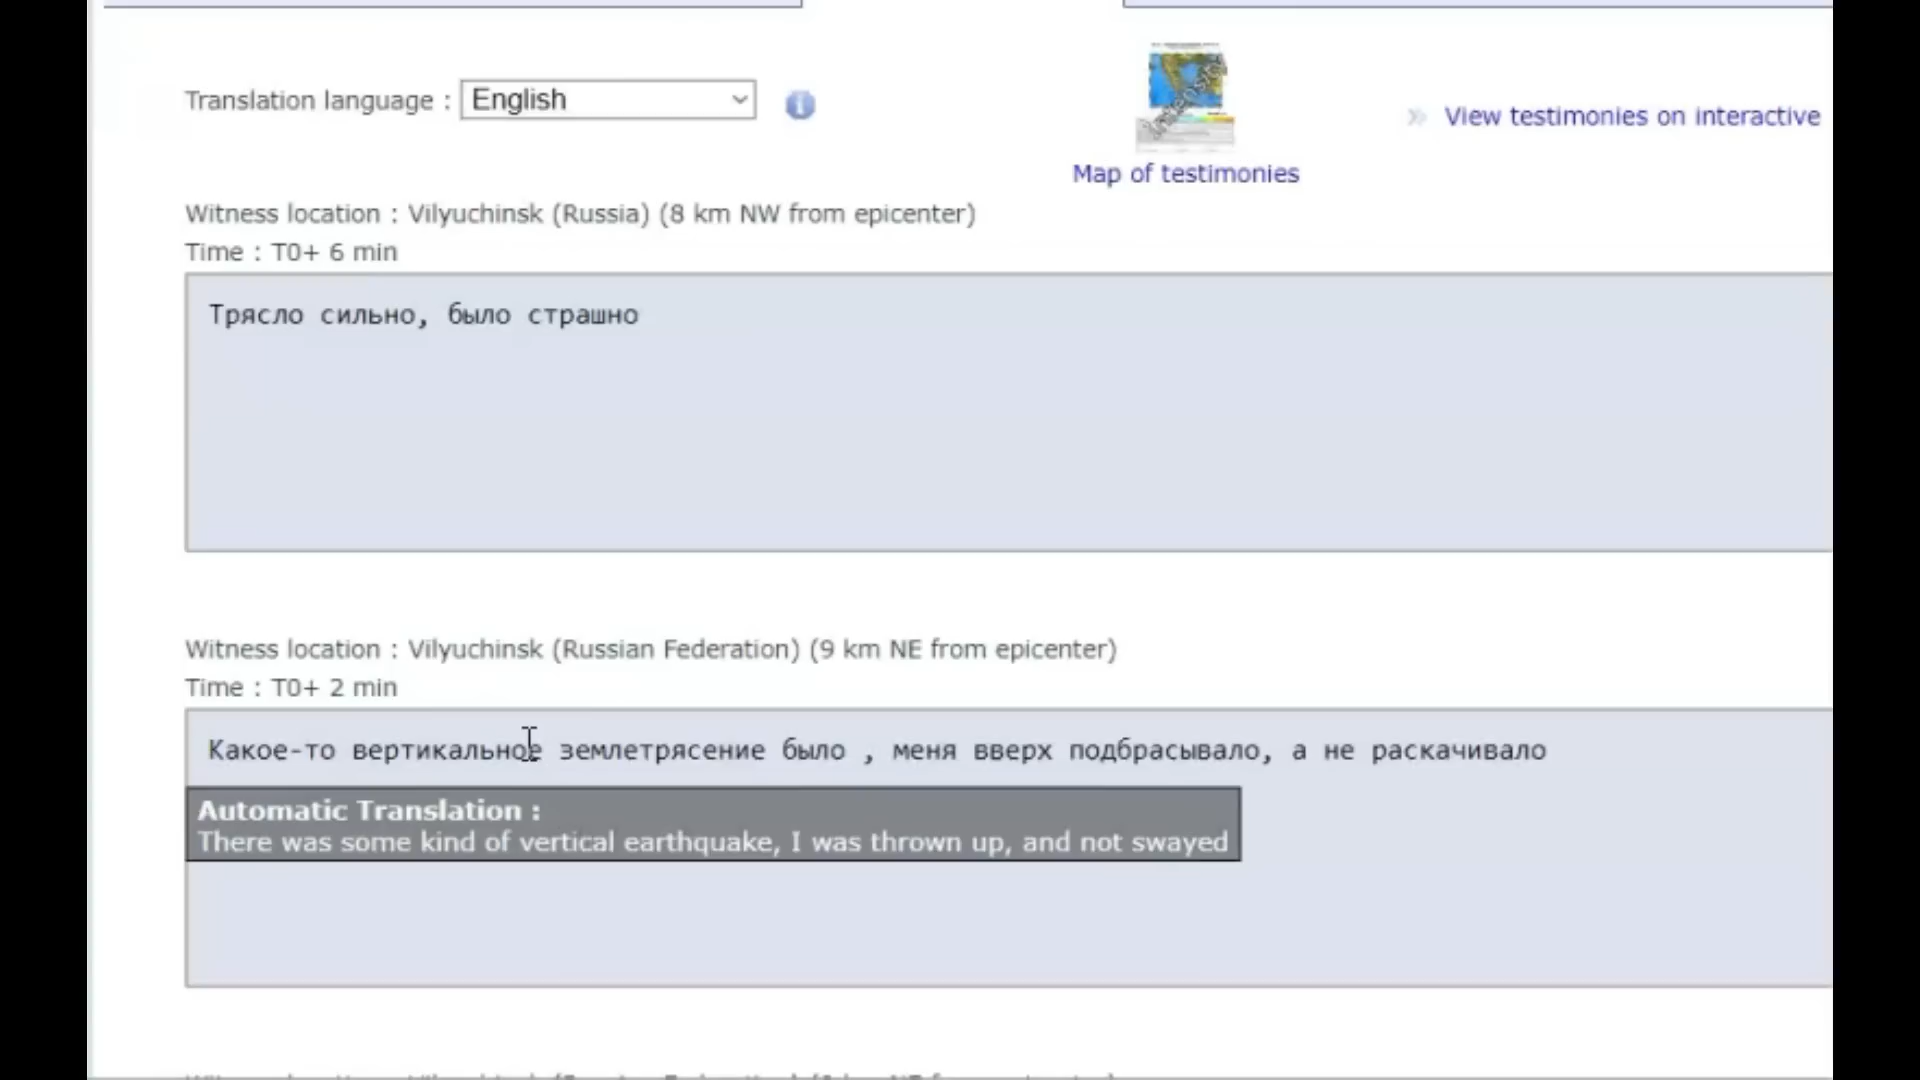 Translation language : English
Map of testimonies
View testimonies on interactive
Witness location : Vilyuchinsk (Russia) (8 km NW from epicenter)
Time : T0+ 6 min
Трясло сильно, было страшно
Witness location : Vilyuchinsk (Russian Federation) (9 km NE from epicenter)
Time : T0+ 2 min
Какое-то вертикальное землетрясение было , меня вверх подбрасывало, а не раскачивало
Automatic Translation :
There was some kind of vertical earthquake, I was thrown up, and not swayed